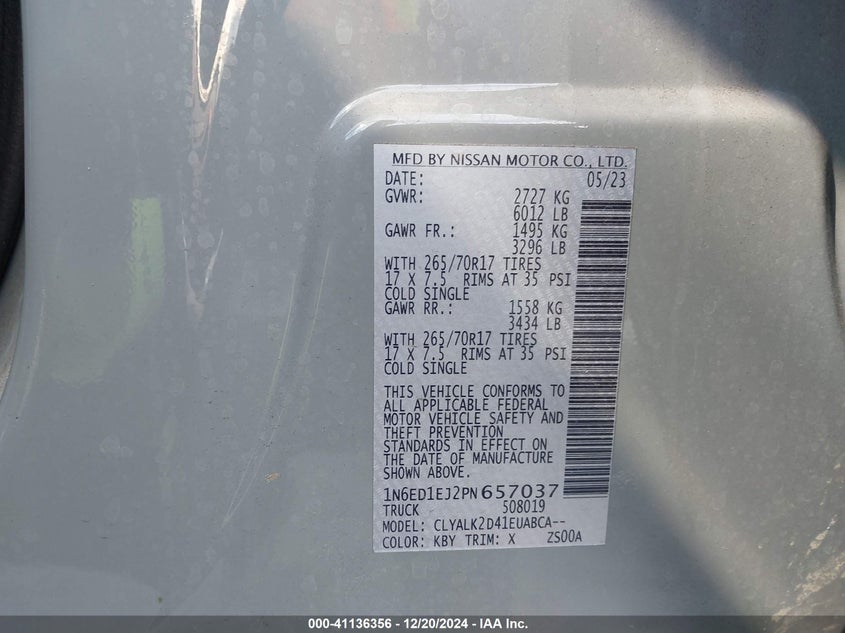 MFD BY NISSAN MOTOR CO., LTD.
DATE: 05/23
GVWR: 2727 KG
6012 LB
GAWR FR.: 1495 KG
3296 LB
WITH 265/70R17 TIRES
17 X 7.5 RIMS AT 35 PSI
COLD SINGLE
GAWR RR.: 1558 KG
3434 LB
WITH 265/70R17 TIRES
17 X 7.5 RIMS AT 35 PSI
COLD SINGLE
THIS VEHICLE CONFORMS TO
ALL APPLICABLE FEDERAL
MOTOR VEHICLE SAFETY AND
THEFT PREVENTION
STANDARDS IN EFFECT ON
THE DATE OF MANUFACTURE
SHOWN ABOVE.
1N6ED1EJ2PN657037
TRUCK 508019
MODEL: CLYALK2D41EUABCA--
COLOR: KBY TRIM: X ZS00A
000-41136356 - 12/20/2024 - IAA Inc.